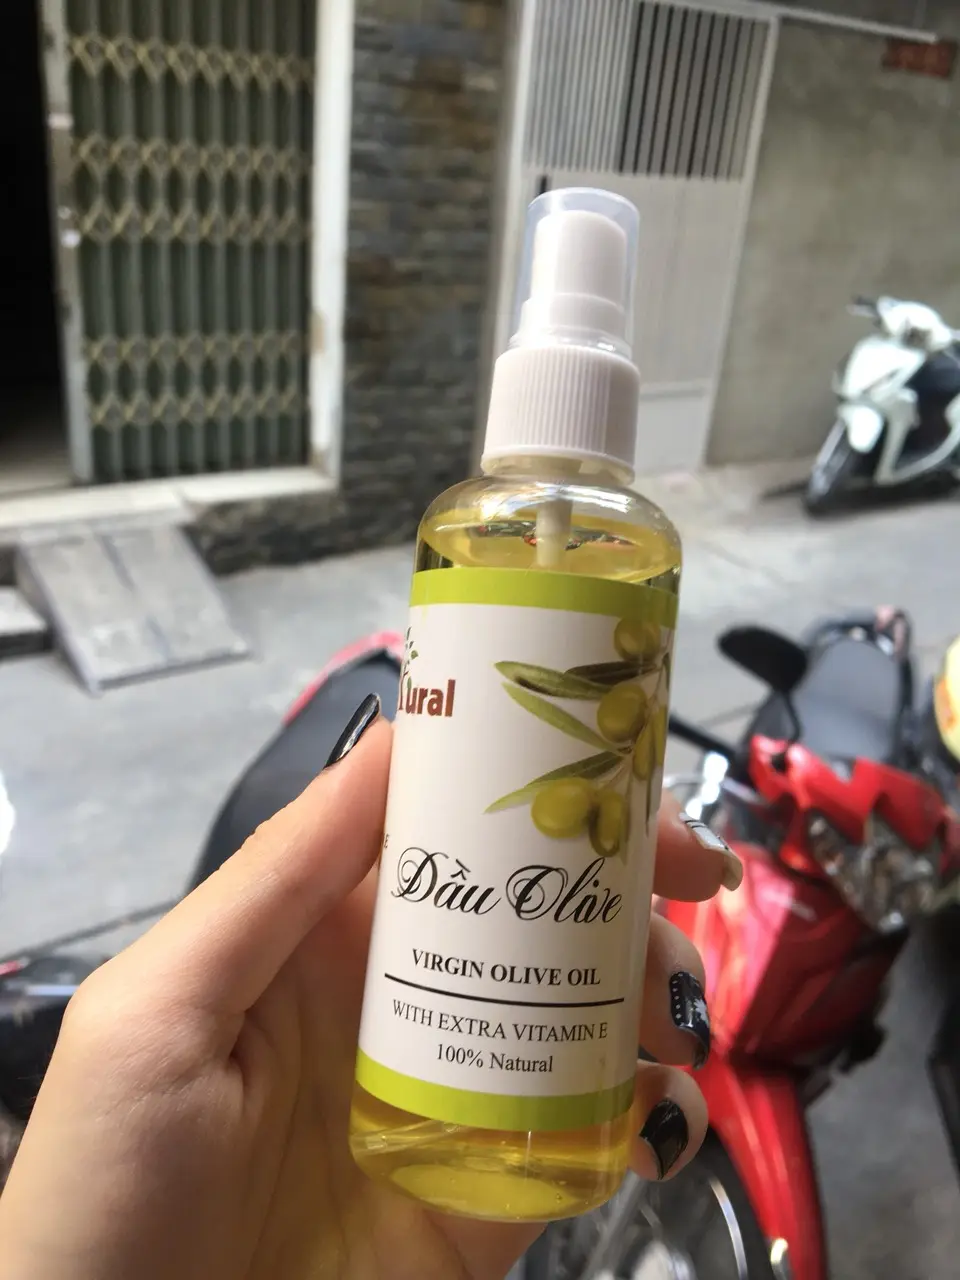 ural
E
Dầu Olive
VIRGIN OLIVE OIL
WITH EXTRA VITAMIN E
100% Natural